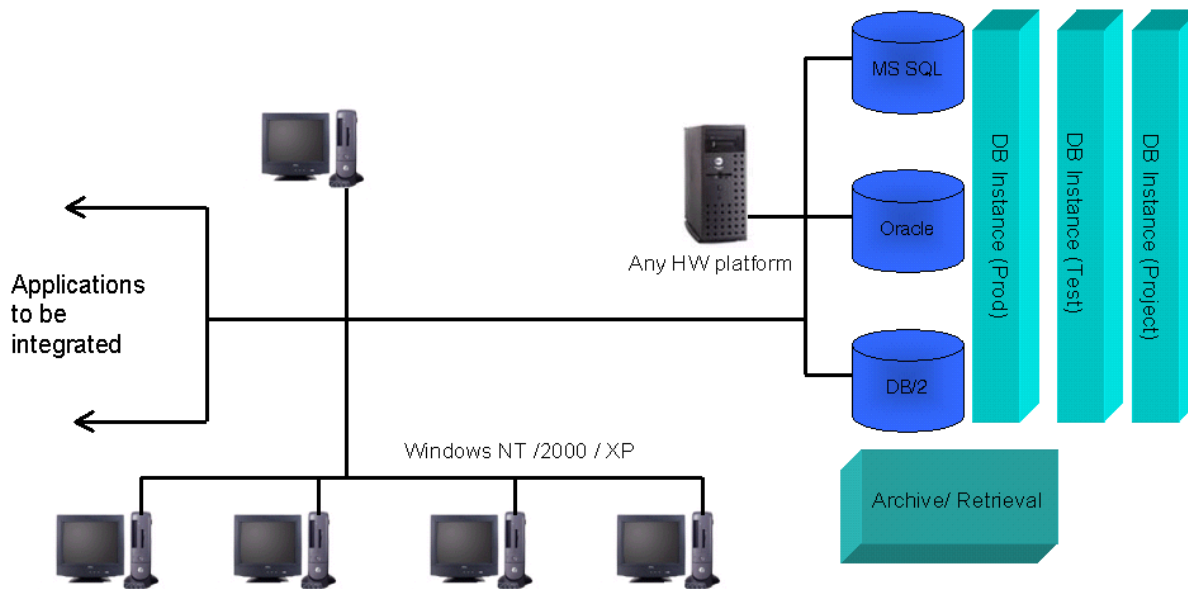 MS SQL
Oracle
DB/2
DB Instance (Prod)
DB Instance (Test)
DB Instance (Project)
Any HW platform
Applications
to be
integrated
Windows NT /2000 / XP
Archive/ Retrieval